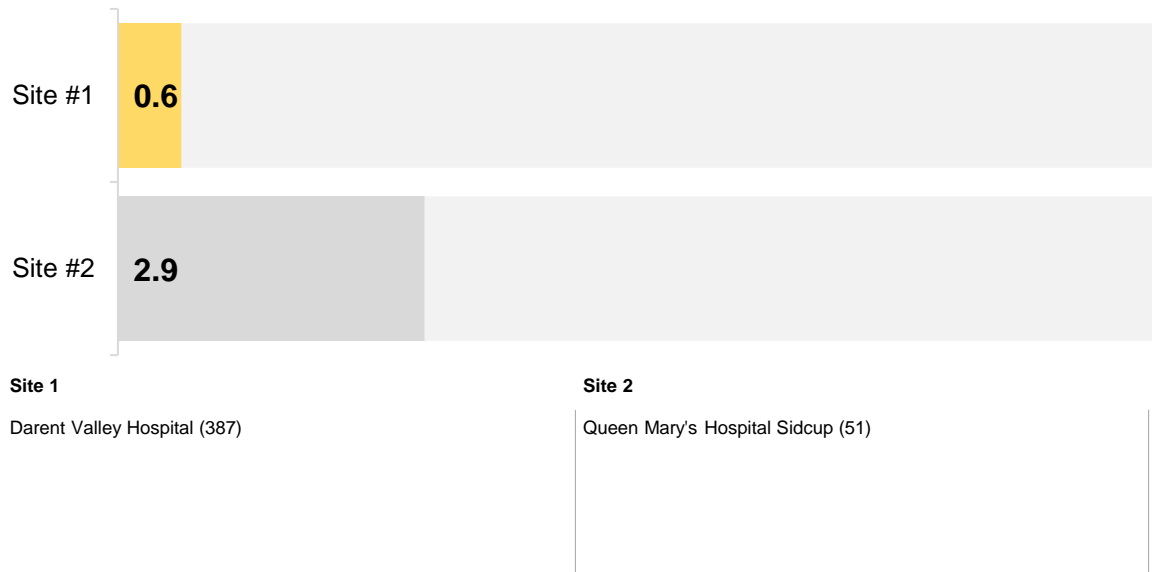 Site #1
0.6
Site #2
2.9
Site 1
Site 2
Darent Valley Hospital (387)
Queen Mary's Hospital Sidcup (51)